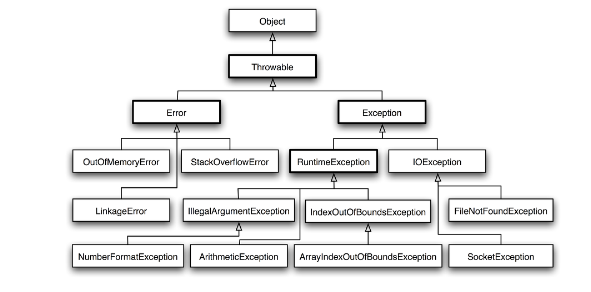 Object
Throwable
Error
Exception
OutOfMemoryError
StackOverflowError
RuntimeException
IOException
LinkageError
IllegalArgumentException
IndexOutOfBoundsException
FileNotFoundException
NumberFormatException
ArithmeticException
ArrayIndexOutOfBoundsException
SocketException